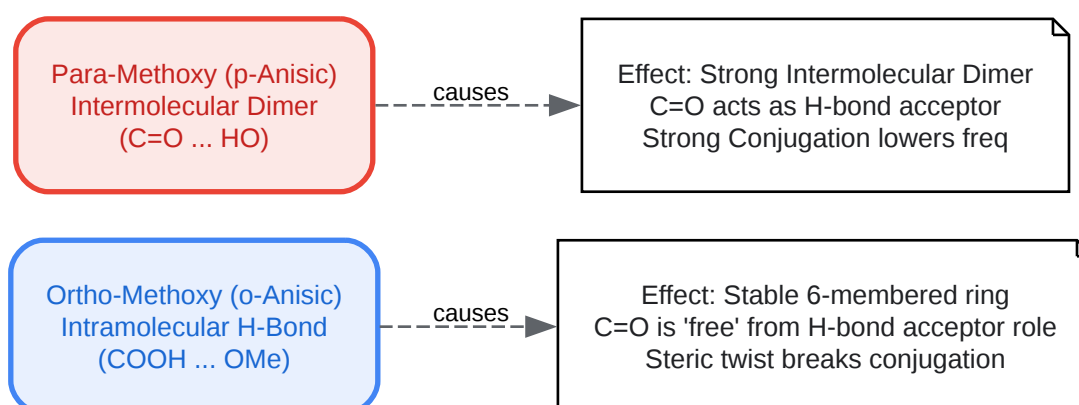 Para-Methoxy (p-Anisic)
Intermolecular Dimer
(C=O ... HO)
causes
Effect: Strong Intermolecular Dimer
C=O acts as H-bond acceptor
Strong Conjugation lowers freq
Ortho-Methoxy (o-Anisic)
Intramolecular H-Bond
(COOH ... OMe)
causes
Effect: Stable 6-membered ring
C=O is 'free' from H-bond acceptor role
Steric twist breaks conjugation